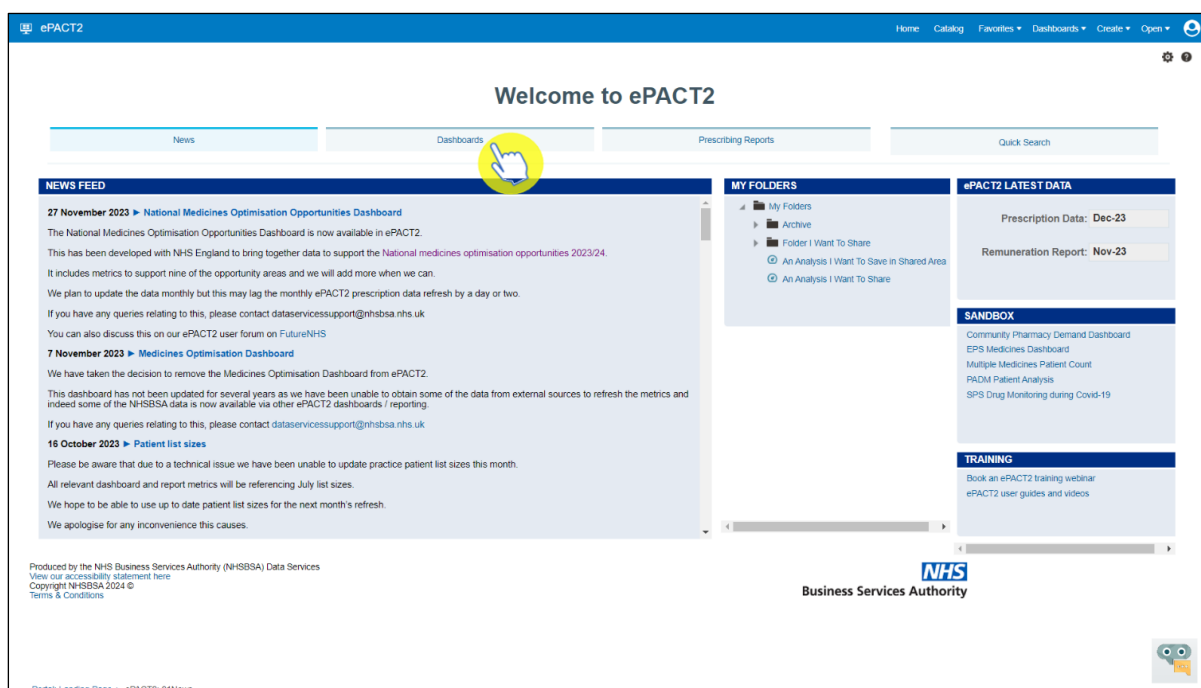 ePACT2
Home Catalog Favorites Dashboards Create Open
Welcome to ePACT2
News
Dashboards
Prescribing Reports
Quick Search
NEWS FEED
27 November 2023 ► National Medicines Optimisation Opportunities Dashboard
The National Medicines Optimisation Opportunities Dashboard is now available in ePACT2.
This has been developed with NHS England to bring together data to support the National medicines optimisation opportunities 2023/24.
It includes metrics to support nine of the opportunity areas and we will add more when we can.
We plan to update the data monthly but this may lag the monthly ePACT2 prescription data refresh by a day or two.
If you have any queries relating to this, please contact dataservicessupport@nhsbsa.nhs.uk
You can also discuss this on our ePACT2 user forum on FutureNHS
7 November 2023 ► Medicines Optimisation Dashboard
We have taken the decision to remove the Medicines Optimisation Dashboard from ePACT2.
This dashboard has not been updated for several years as we have been unable to obtain some of the data from external sources to refresh the metrics and
indeed some of the NHSBSA data is now available via other ePACT2 dashboards / reporting.
If you have any queries relating to this, please contact dataservicessupport@nhsbsa.nhs.uk
16 October 2023 ► Patient list sizes
Please be aware that due to a technical issue we have been unable to update practice patient list sizes this month.
All relevant dashboard and report metrics will be referencing July list sizes.
We hope to be able to use up to date patient list sizes for the next month's refresh.
We apologise for any inconvenience this causes.
MY FOLDERS
My Folders
Archive
Folder I Want To Share
An Analysis I Want To Save in Shared Area
An Analysis I Want To Share
ePACT2 LATEST DATA
Prescription Data: Dec-23
Remuneration Report: Nov-23
SANDBOX
Community Pharmacy Demand Dashboard
EPS Medicines Dashboard
Multiple Medicines Patient Count
PADM Patient Analysis
SPS Drug Monitoring during Covid-19
TRAINING
Book an ePACT2 training webinar
ePACT2 user guides and videos
Produced by the NHS Business Services Authority (NHSBSA) Data Services
View our accessibility statement here
Copyright NHSBSA 2024 ©
Terms & Conditions
NHS
Business Services Authority